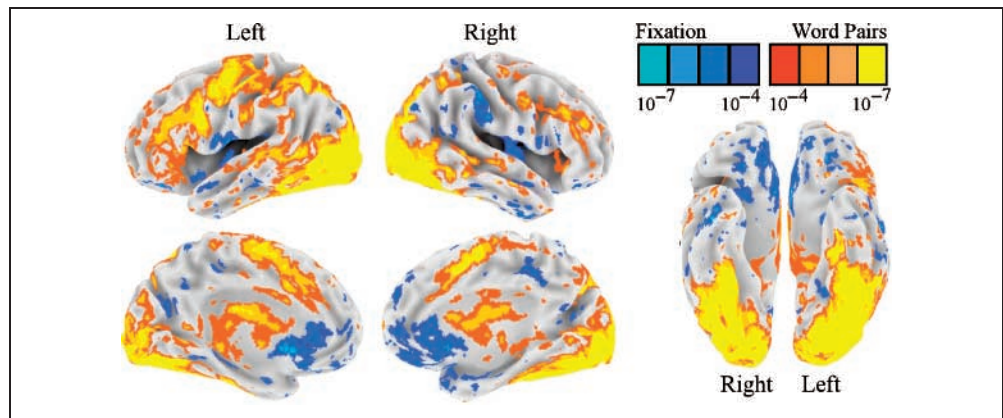 Left Right Fixation Word Pairs
10⁻⁷ 10⁻⁴ 10⁻⁴ 10⁻⁷
Right Left